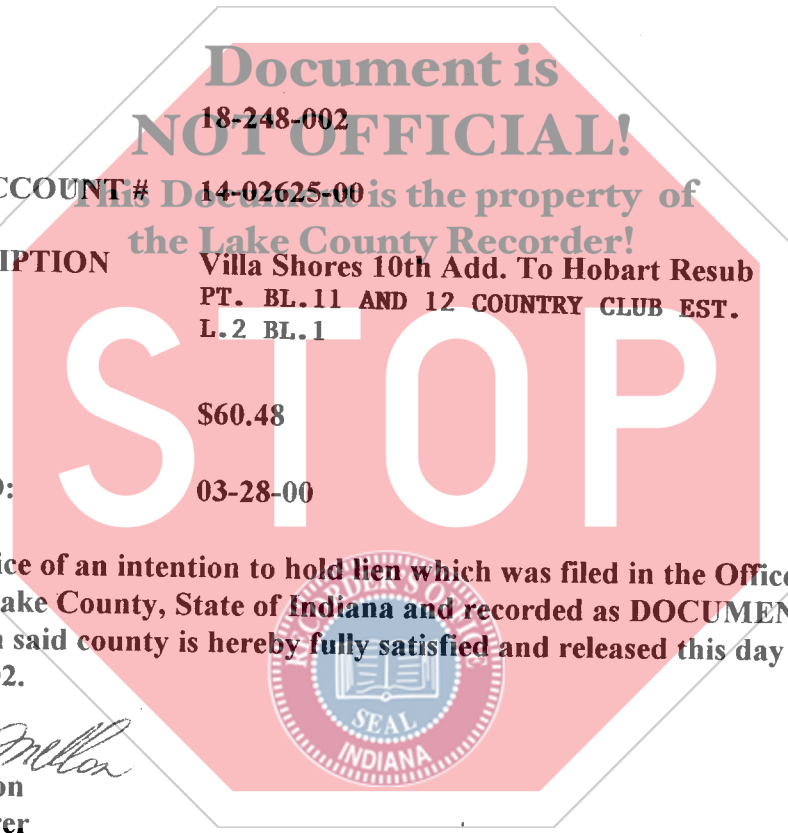 Document is
18-248-002
NOT OFFICIAL!
CCOUNT # 14-02625-00
This Document is the property of
the Lake County Recorder!
IPTION Villa Shores 10th Add. To Hobart Resub
PT. BL.11 AND 12 COUNTRY CLUB EST.
L.2 BL.1
STOP
$60.48
03-28-00
ice of an intention to hold lien which was filed in the Office
ake County, State of Indiana and recorded as DOCUMEN
n said county is hereby fully satisfied and released this day
2.
RECORDER'S OFFICE
SEAL
INDIANA
on
rer